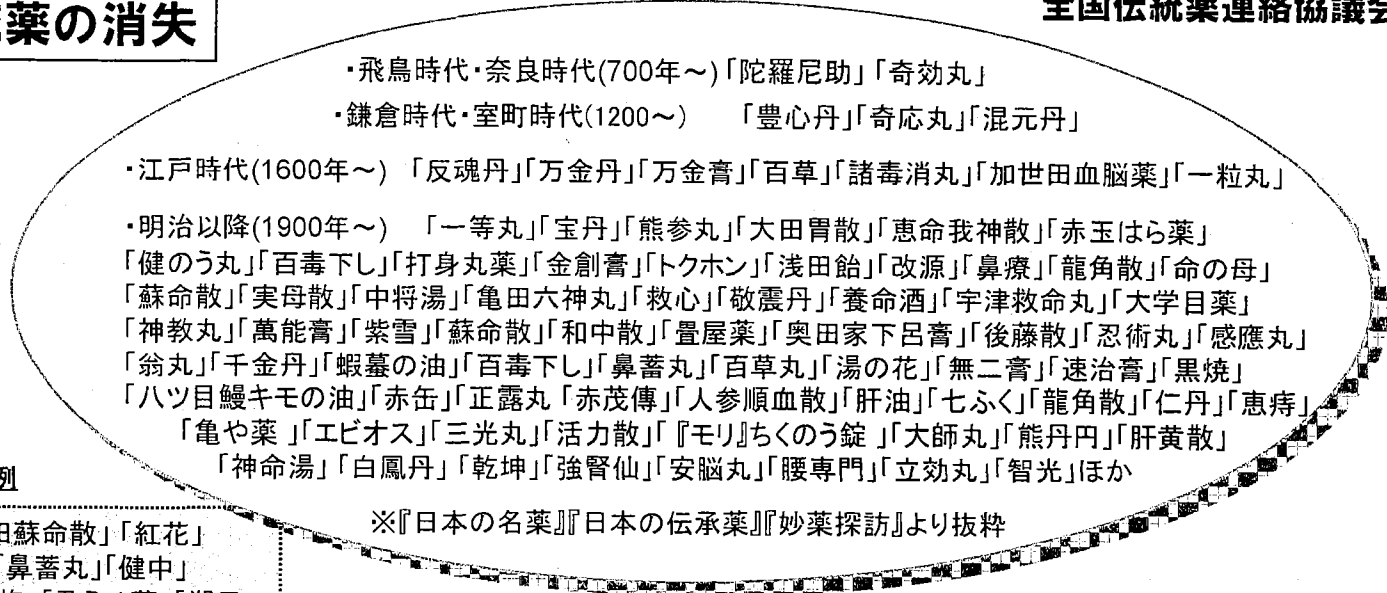 薬の消失
全国伝統薬連絡協議会
・飛鳥時代・奈良時代(700年～)「陀羅尼助」「奇効丸」
・鎌倉時代・室町時代(1200～)　「豊心丹」「奇応丸」「混元丹」
・江戸時代(1600年～)　「反魂丹」「万金丹」「万金膏」「百草」「諸毒消丸」「加世田血脳薬」「一粒丸」
・明治以降(1900年～)　「一等丸」「宝丹」「熊参丸」「大田胃散」「恵命我神散」「赤玉はら薬」
「健のう丸」「百毒下し」「打身丸薬」「金創膏」「トクホン」「浅田飴」「改源」「鼻療」「龍角散」「命の母」
「蘇命散」「実母散」「中将湯」「亀田六神丸」「救心」「敬震丹」「養命酒」「宇津救命丸」「大学目薬」
「神教丸」「萬能膏」「紫雪」「蘇命散」「和中散」「畳屋薬」「奥田家下呂膏」「後藤散」「忍術丸」「感應丸」
「翁丸」「千金丹」「蝦蟇の油」「百毒下し」「鼻蓄丸」「百草丸」「湯の花」「無二膏」「速治膏」「黒焼」
「八ツ目鰻キモの油」「赤缶」「正露丸「赤茂傳」「人参順血散」「肝油」「七ふく」「龍角散」「仁丹」「恵痔」
「亀や薬 」「エビオス」「三光丸」「活力散」「『モリ』ちくのう錠 」「大師丸」「熊丹円」「肝黄散」
「神命湯」「白鳳丹」「乾坤」「強腎仙」「安脳丸」「腰専門」「立効丸」「智光」ほか
※『日本の名薬』『日本の伝承薬』『妙薬探訪』より抜粋
例
田蘇命散」「紅花」
「鼻蓄丸」「健中」